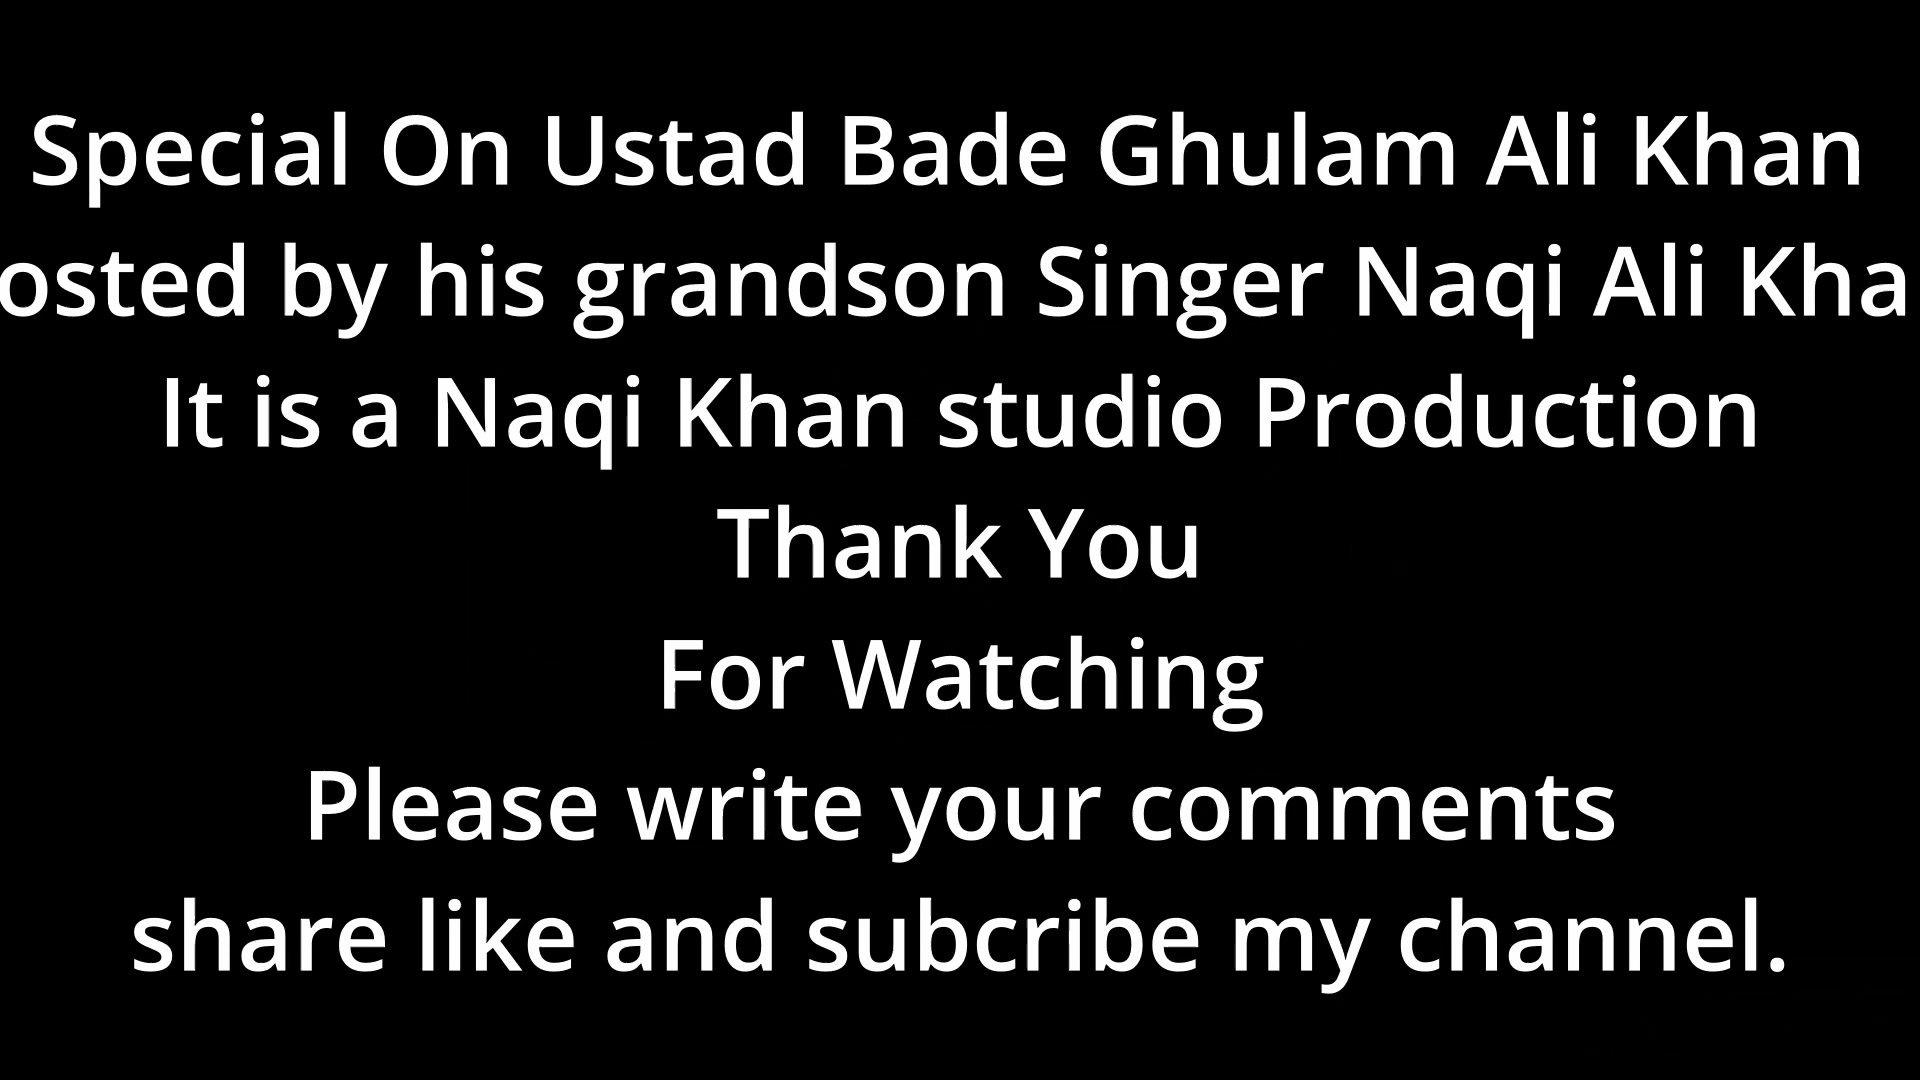 Special On Ustad Bade Ghulam Ali Khan
osted by his grandson Singer Naqi Ali Kha
It is a Naqi Khan studio Production
Thank You
For Watching
Please write your comments
share like and subcribe my channel.